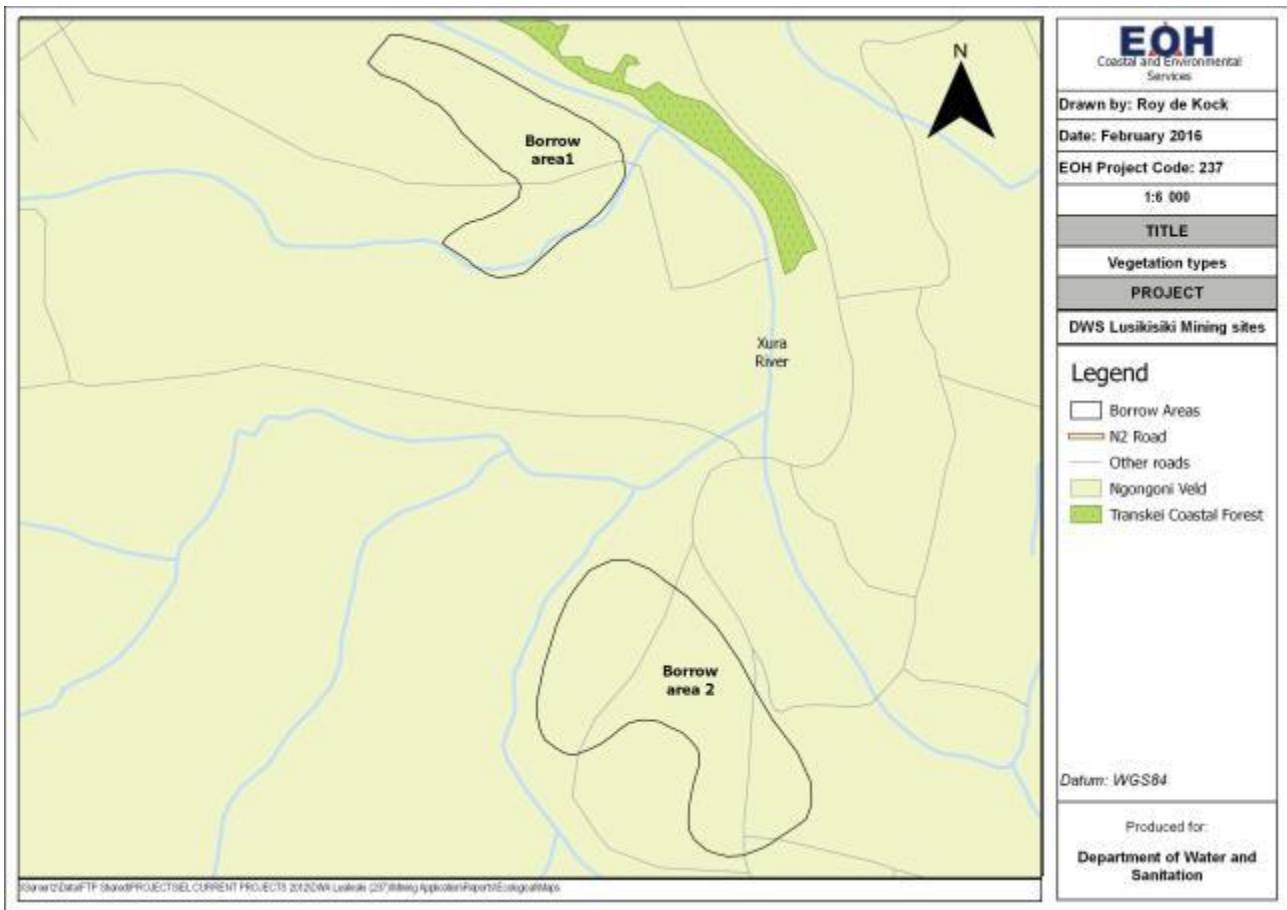 N
Borrow
area1
Xura
River
Borrow
area 2
EOH
Coastal and Environmental
Services
Drawn by: Roy de Kock
Date: February 2016
EOH Project Code: 237
1:6 000
TITLE
Vegetation types
PROJECT
DWS Lusikisiki Mining sites
Legend
Borrow Areas
N2 Road
Other roads
Ngongoni Veld
Transkei Coastal Forest
Datum: WGS84
Produced for:
Department of Water and
Sanitation